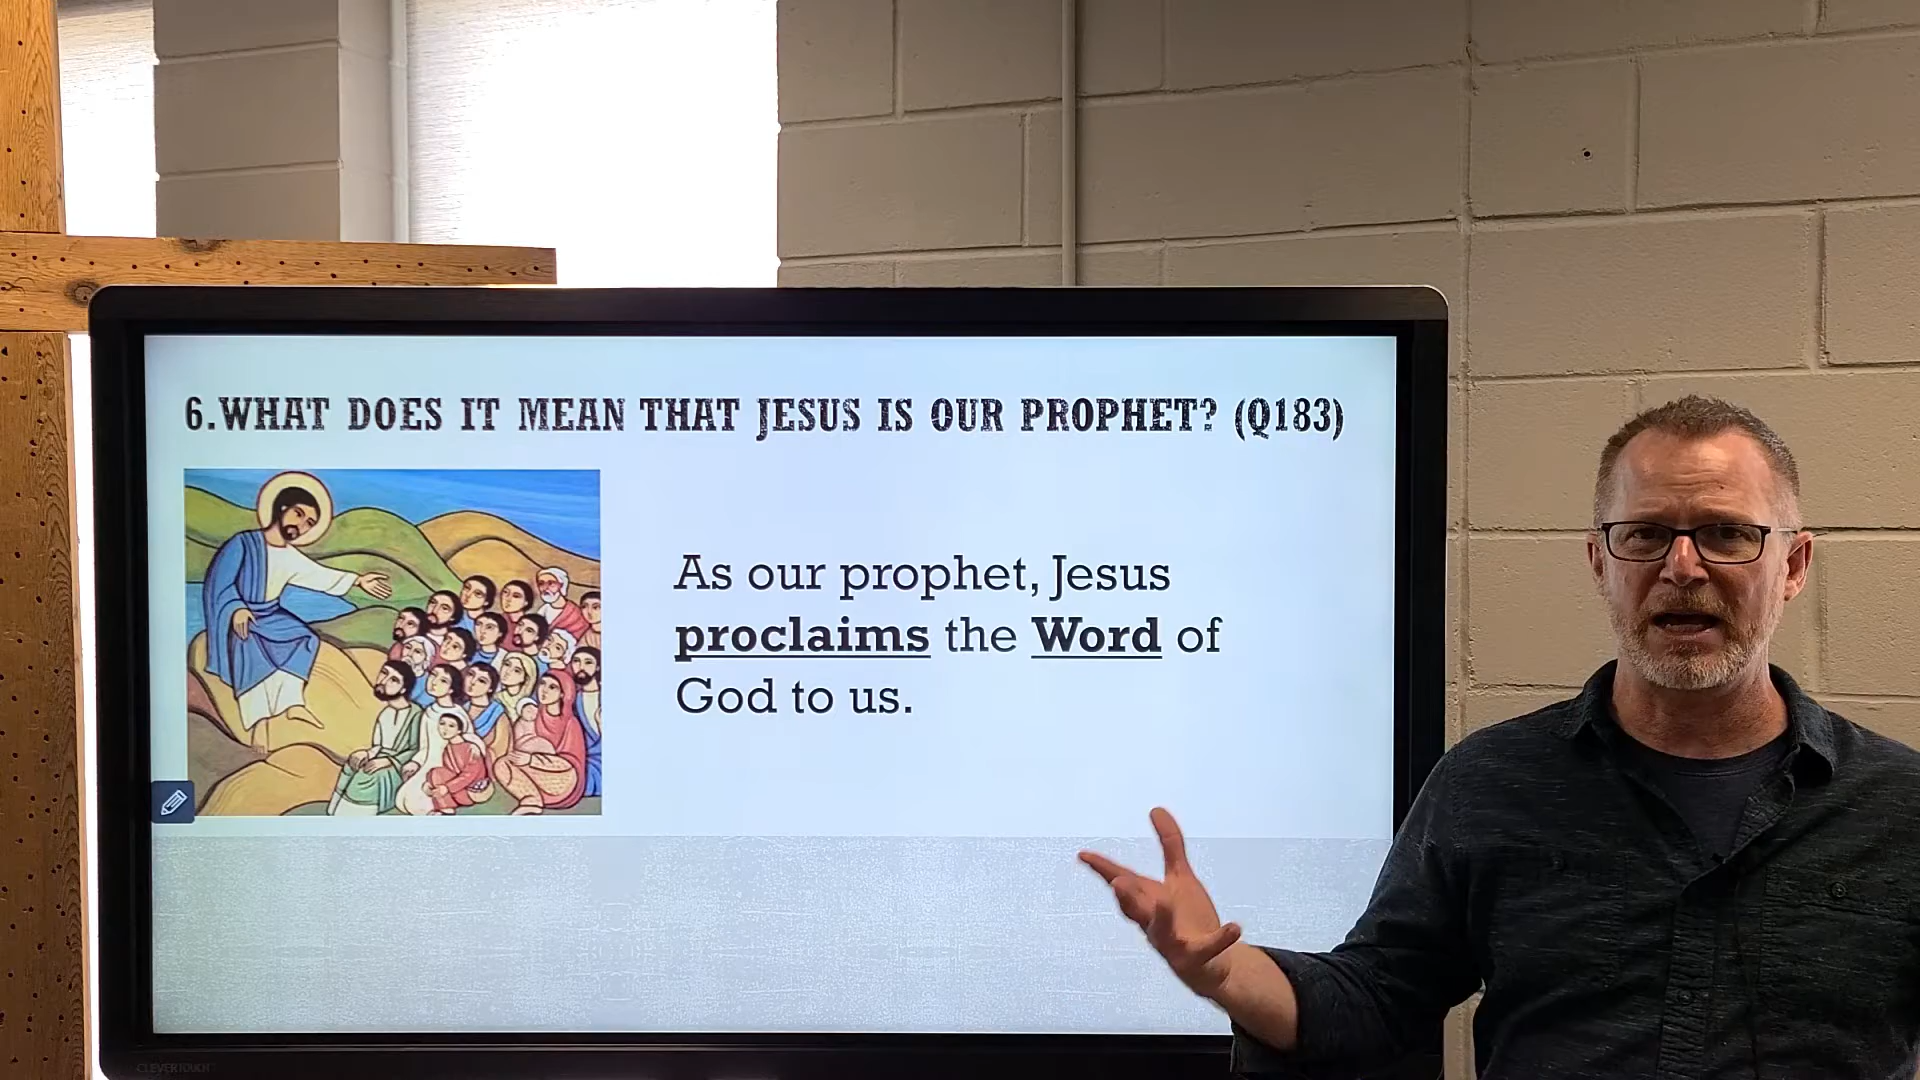 6.WHAT DOES IT MEAN THAT JESUS IS OUR PROPHET? (Q183)
As our prophet, Jesus
proclaims the Word of
God to us.
CLEVERTOUCH